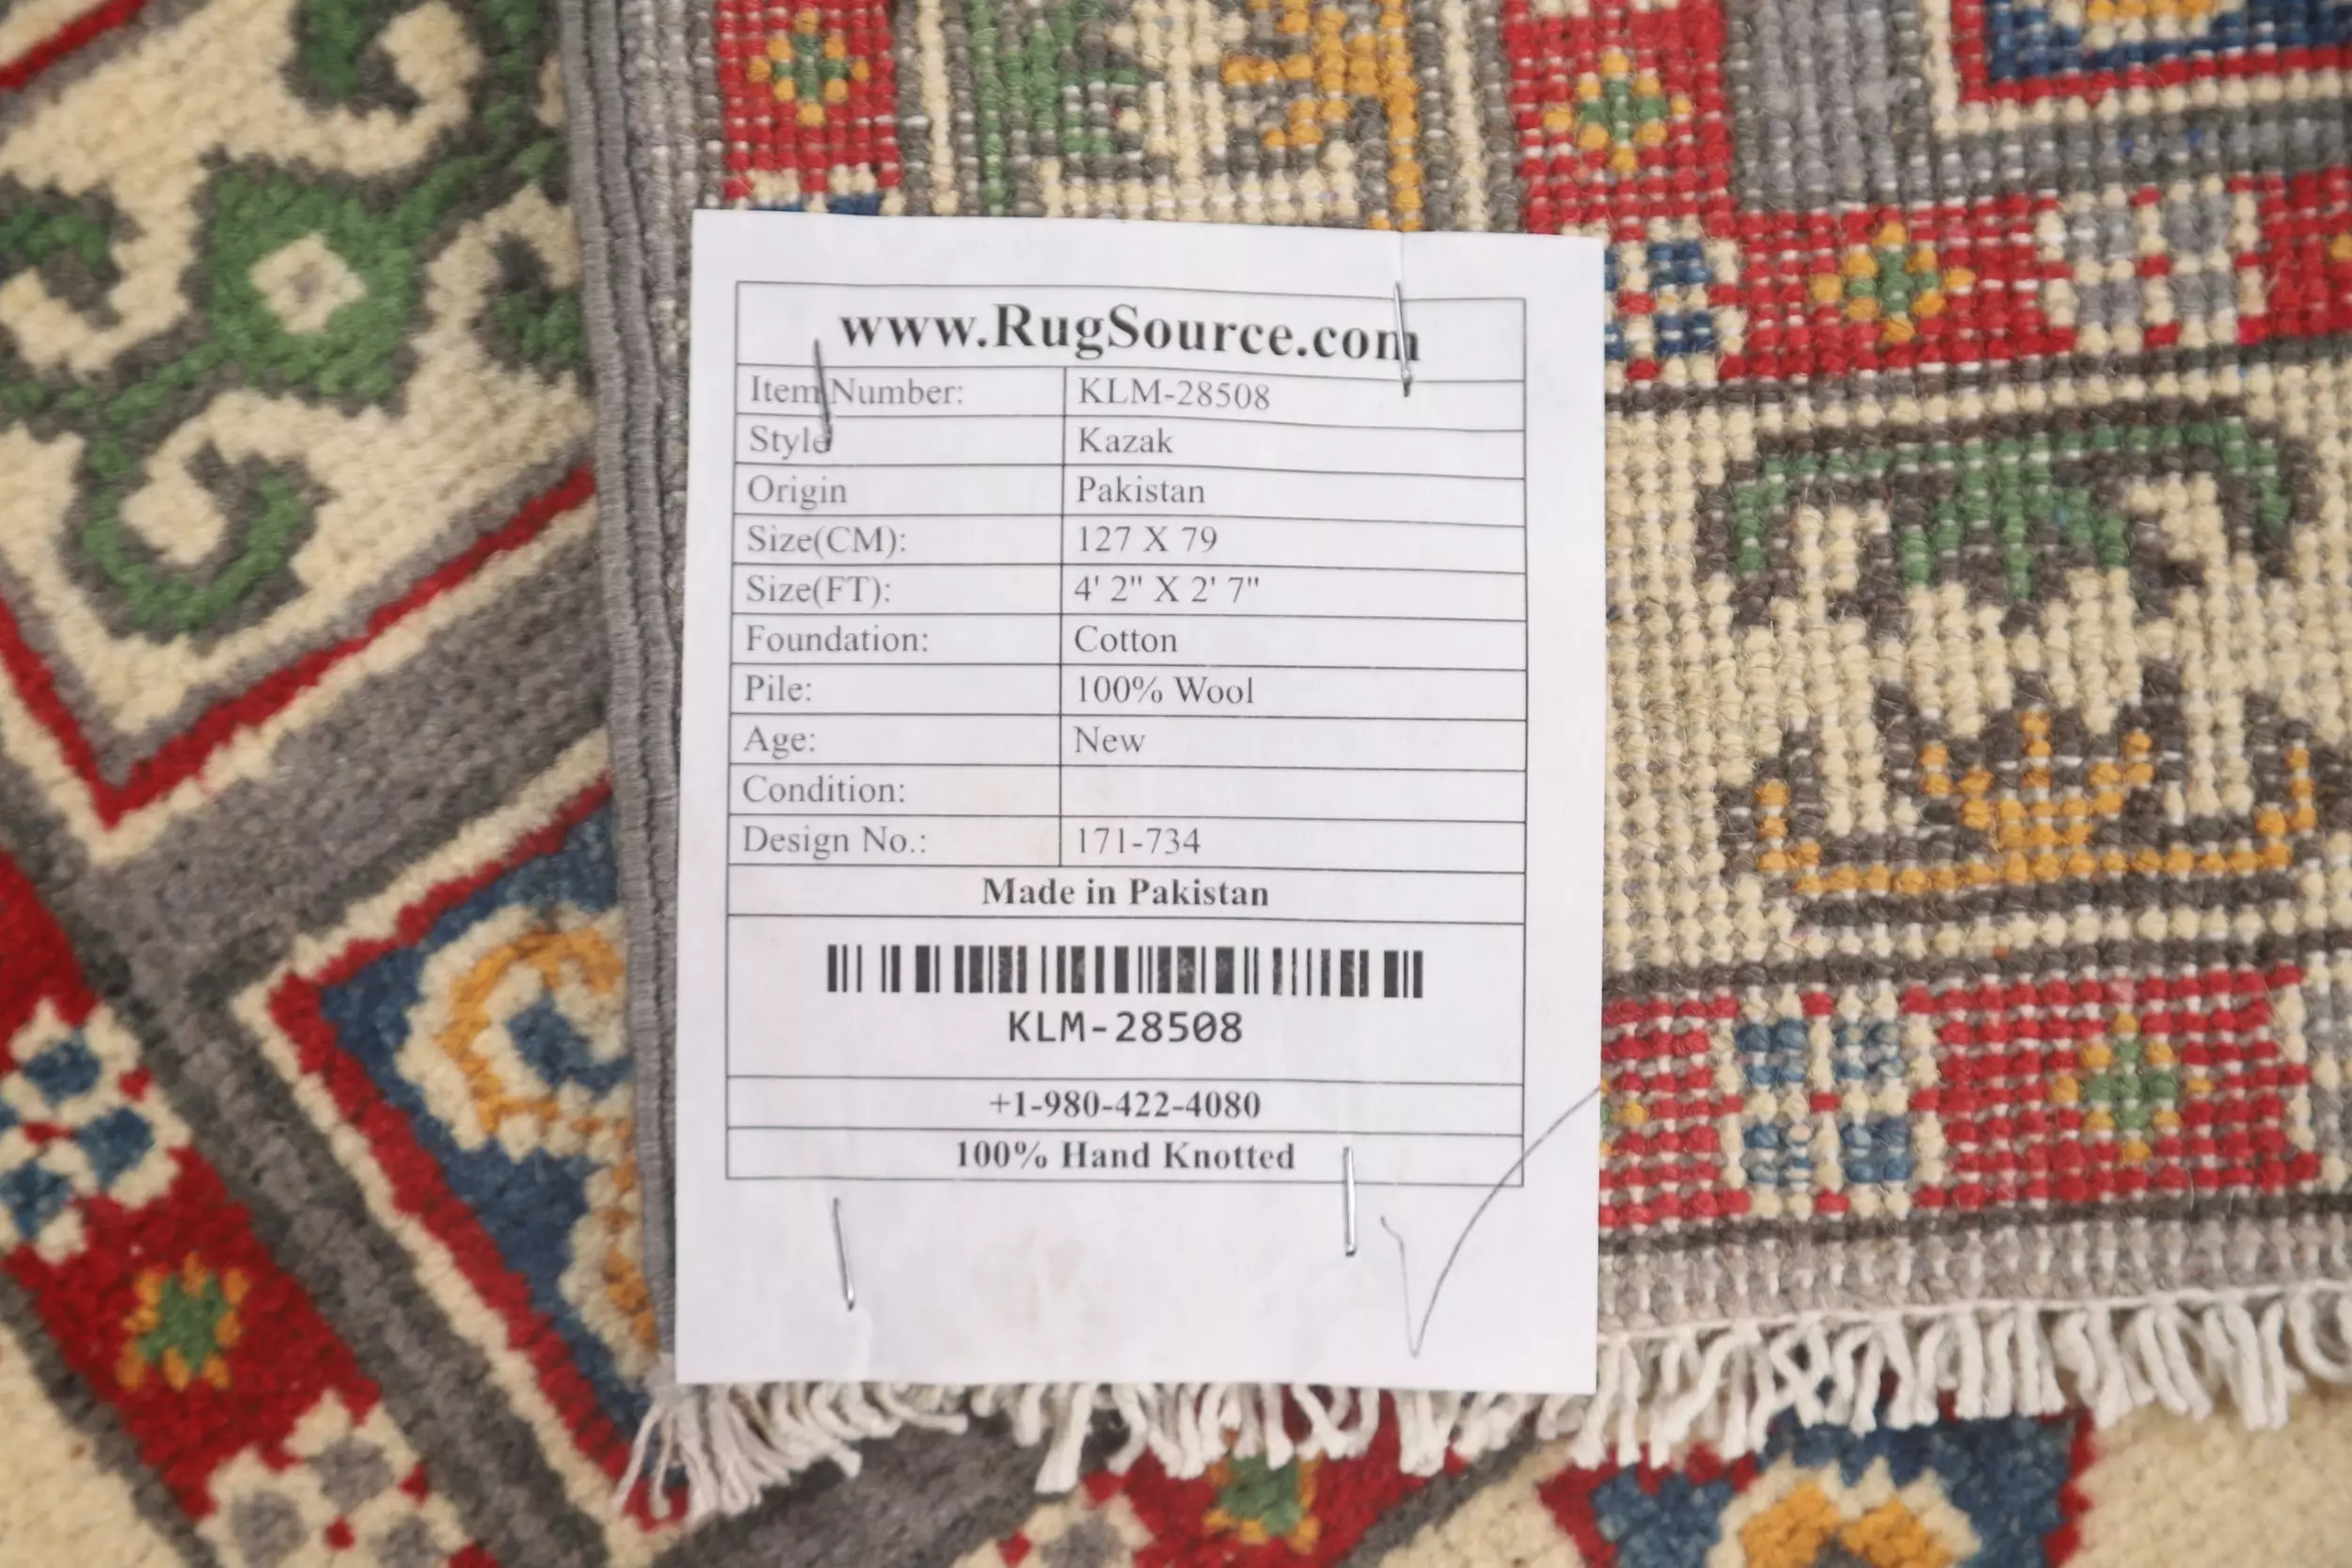 www.RugSource.com
Item Number: KLM-28508
Style Kazak
Origin Pakistan
Size(CM): 127 X 79
Size(FT): 4' 2" X 2' 7"
Foundation: Cotton
Pile: 100% Wool
Age: New
Condition:
Design No.: 171-734
Made in Pakistan
KLM-28508
+1-980-422-4080
100% Hand Knotted